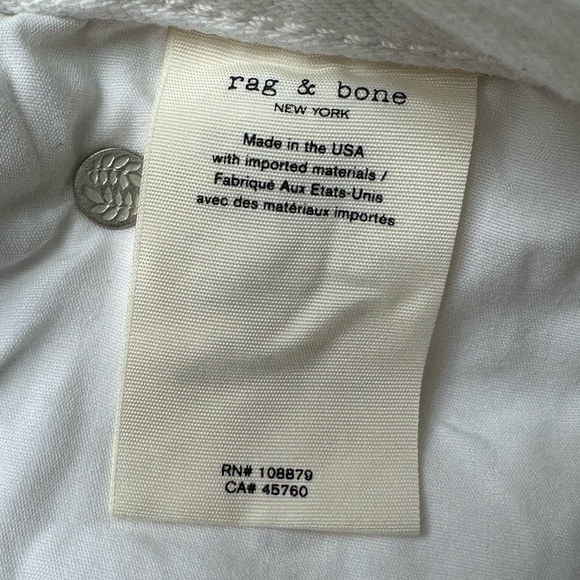 rag & bone
NEW YORK
Made in the USA
with imported materials /
Fabriqué Aux Etats-Unis
avec des matériaux importés
RN# 108879
CA# 45760